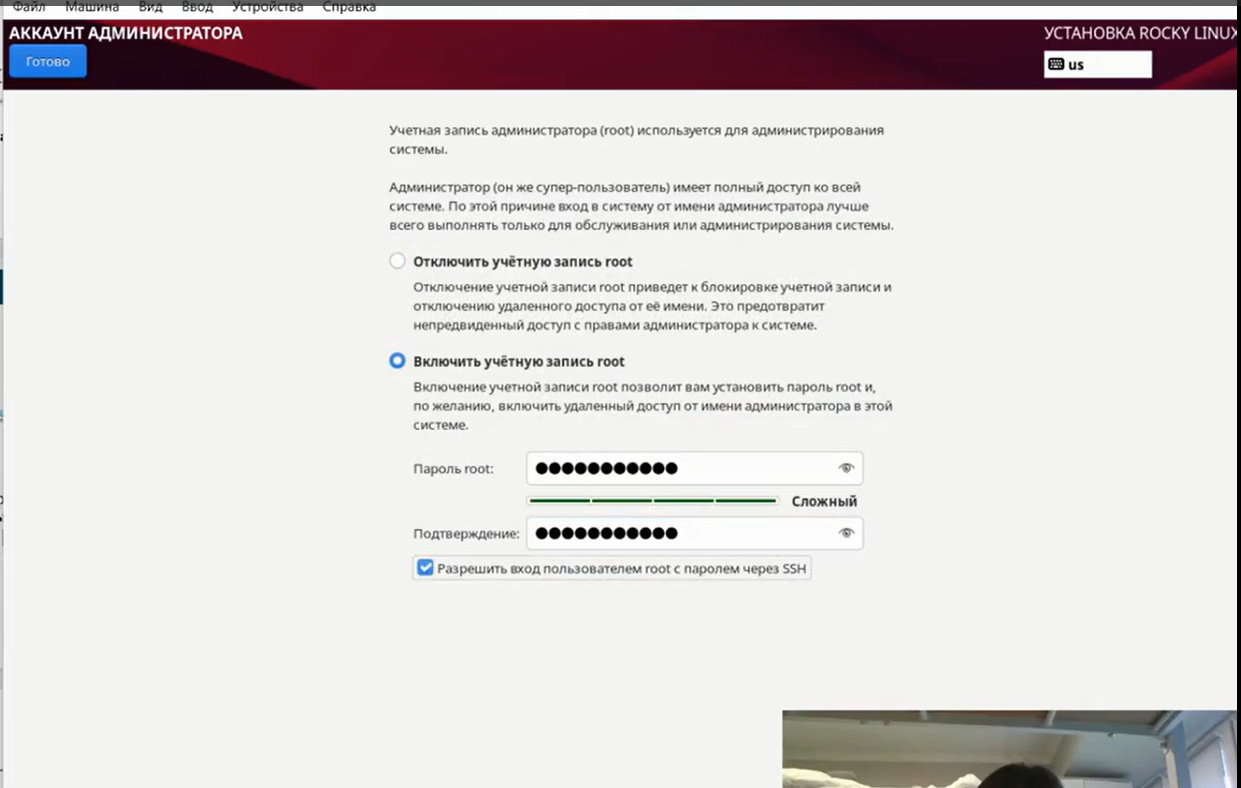 Файл Машина Вид Ввод Устройства Справка
АККАУНТ АДМИНИСТРАТОРА
УСТАНОВКА ROCKY LINUX
Готово
us
Учетная запись администратора (root) используется для администрирования
системы.
Администратор (он же супер-пользователь) имеет полный доступ ко всей
системе. По этой причине вход в систему от имени администратора лучше
всего выполнять только для обслуживания или администрирования системы.
Отключить учётную запись root
Отключение учетной записи root приведет к блокировке учетной записи и
отключению удаленного доступа от её имени. Это предотвратит
непредвиденный доступ с правами администратора к системе.
Включить учётную запись root
Включение учетной записи root позволит вам установить пароль root и,
по желанию, включить удаленный доступ от имени администратора в этой
системе.
Пароль root:
Сложный
Подтверждение:
Разрешить вход пользователем root с паролем через SSH